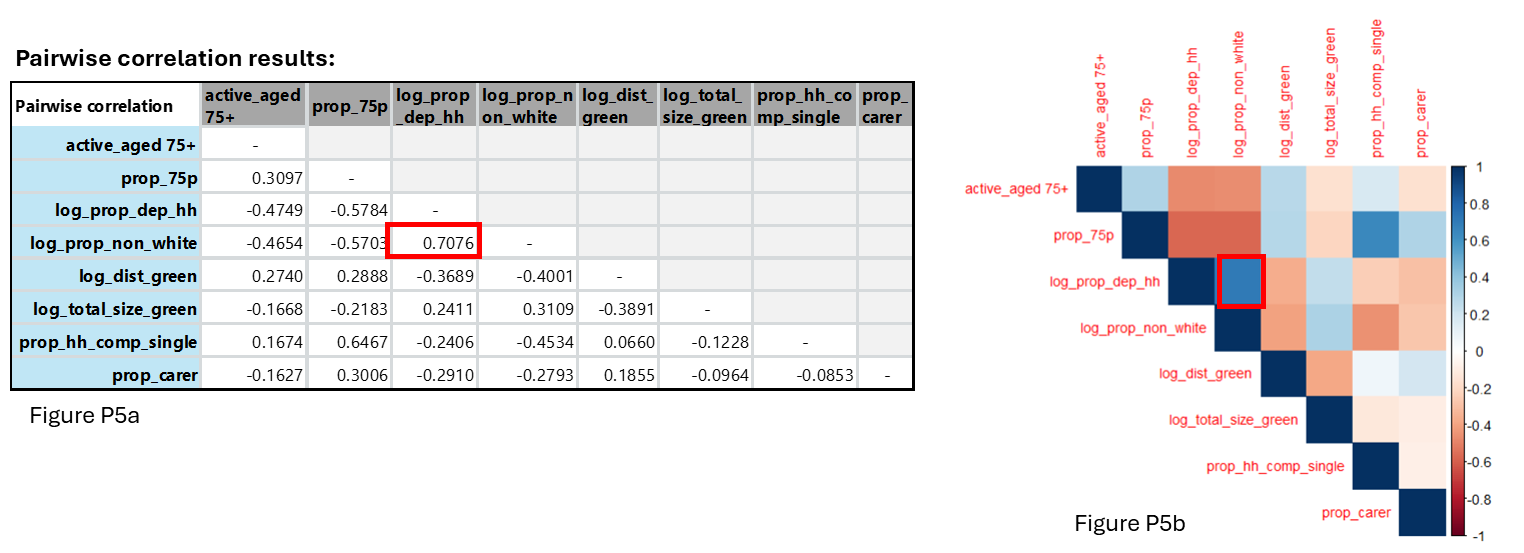 Pairwise correlation results:
Pairwise correlation active_aged 75+ prop_75p log_prop_dep_hh log_prop_non_white log_dist_green log_total_size_green prop_hh_comp_single prop_carer
active_aged 75+ -
prop_75p 0.3097 -
log_prop_dep_hh -0.4749 -0.5784 -
log_prop_non_white -0.4654 -0.5703 0.7076 -
log_dist_green 0.2740 0.2888 -0.3689 -0.4001 -
log_total_size_green -0.1668 -0.2183 0.2411 0.3109 -0.3891 -
prop_hh_comp_single 0.1674 0.6467 -0.2406 -0.4534 0.0660 -0.1228 -
prop_carer -0.1627 0.3006 -0.2910 -0.2793 0.1855 -0.0964 -0.0853 -
Figure P5a
active_aged 75+
prop_75p
log_prop_dep_hh
log_prop_non_white
log_dist_green
log_total_size_green
prop_hh_comp_single
prop_carer
active_aged 75+
prop_75p
log_prop_dep_hh
log_prop_non_white
log_dist_green
log_total_size_green
prop_hh_comp_single
prop_carer
1
0.8
0.6
0.4
0.2
0
-0.2
-0.4
-0.6
-0.8
-1
Figure P5b